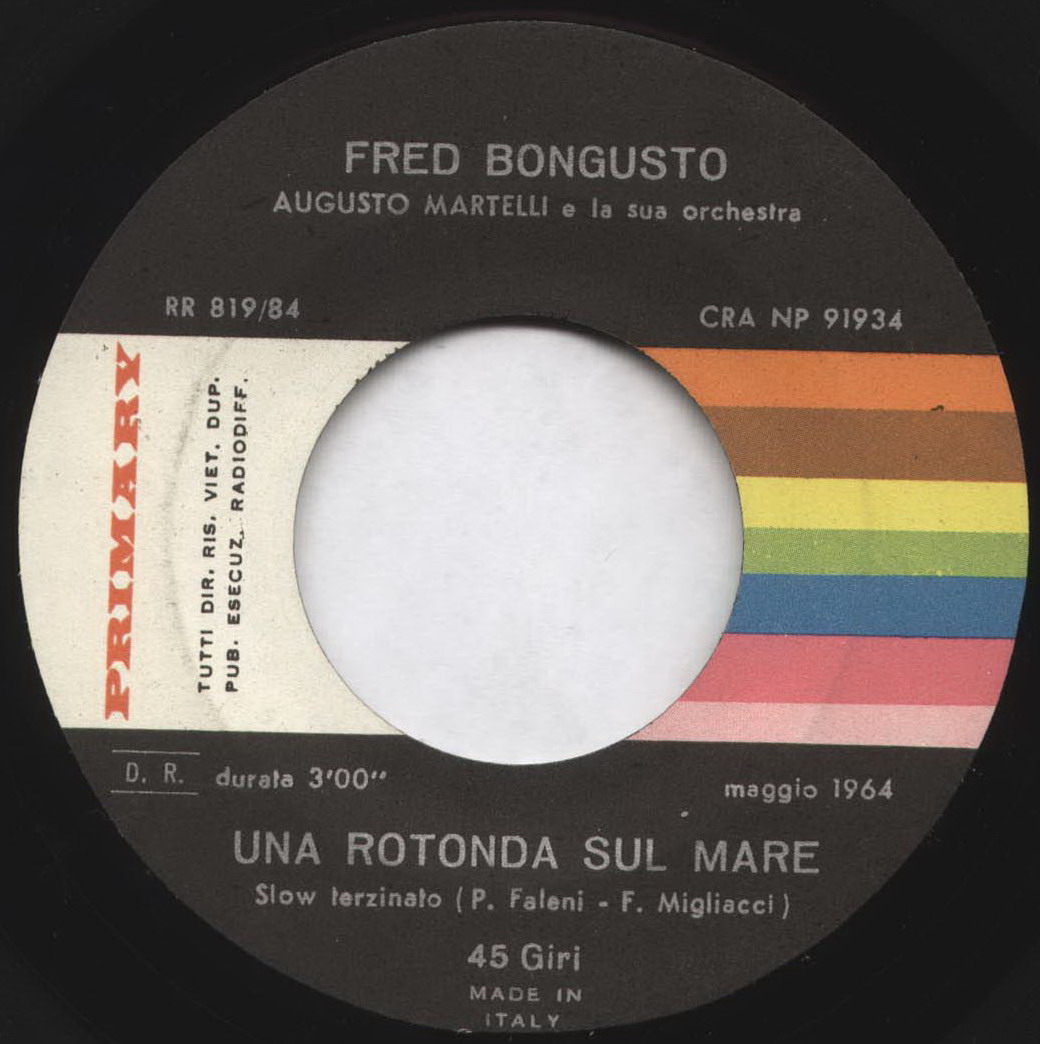 FRED BONGUSTO
AUGUSTO MARTELLI e la sua orchestra
RR 819/84
CRA NP 91934
PRIMARY
TUTTI DIR. RIS. VIET. DUP.
PUB. ESECUZ. RADIODIFF.
D. R. durata 3'00"
maggio 1964
UNA ROTONDA SUL MARE
Slow terzinato (P. Faleni - F. Migliacci)
45 Giri
MADE IN
ITALY